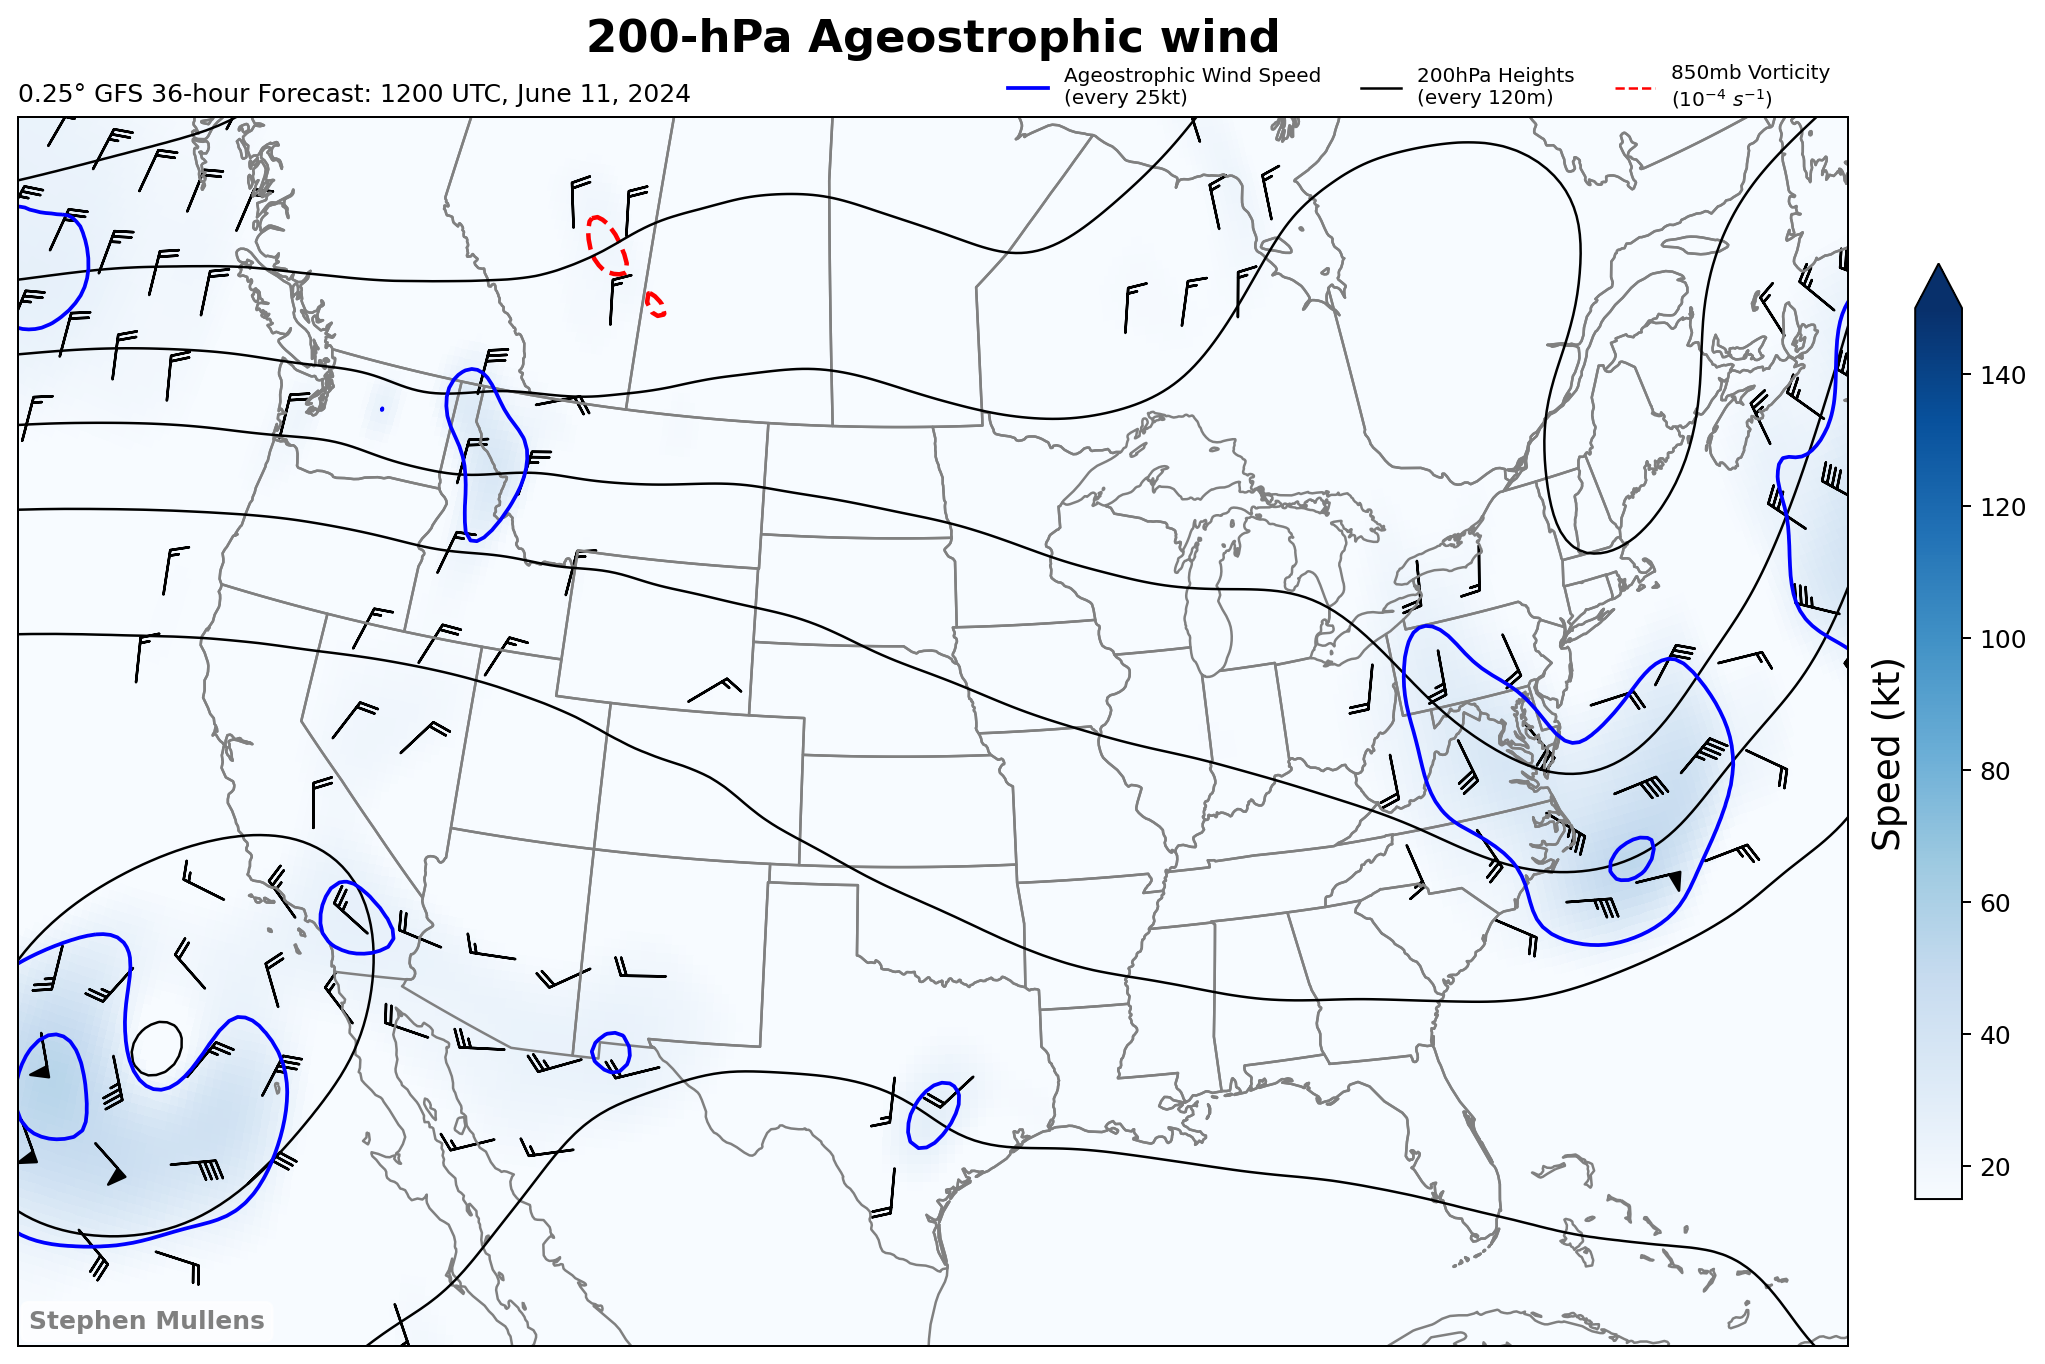 200-hPa Ageostrophic wind
0.25° GFS 36-hour Forecast: 1200 UTC, June 11, 2024
Ageostrophic Wind Speed
(every 25kt)
200hPa Heights
(every 120m)
850mb Vorticity
(10⁻⁴ s⁻¹)
140
120
100
80
60
40
20
Speed (kt)
Stephen Mullens